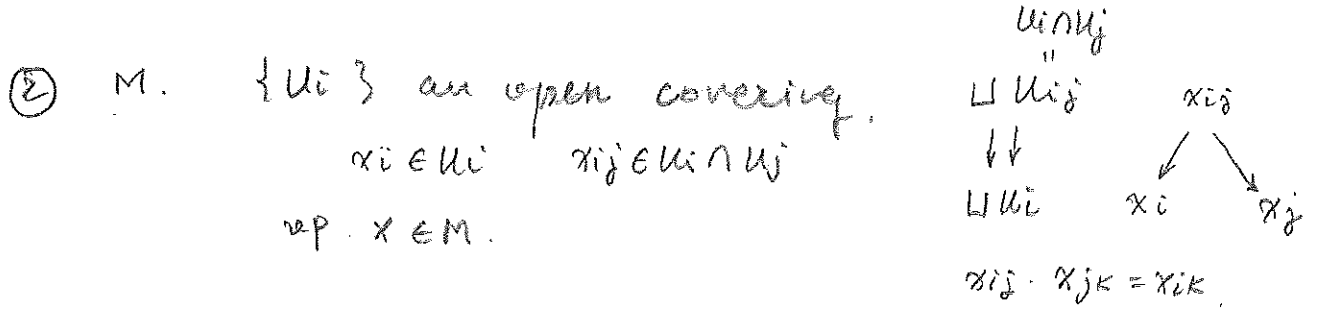 ② M. {Ui} an open covering.
xi ∈ Ui xij ∈ Ui ∩ Uj
rep. x ∈ M.
Ui ∩ Uj
"
⊔ Uij xij
↓↓ ↙ ↘
⊔ Ui xi xj
xij · xjk = xik.